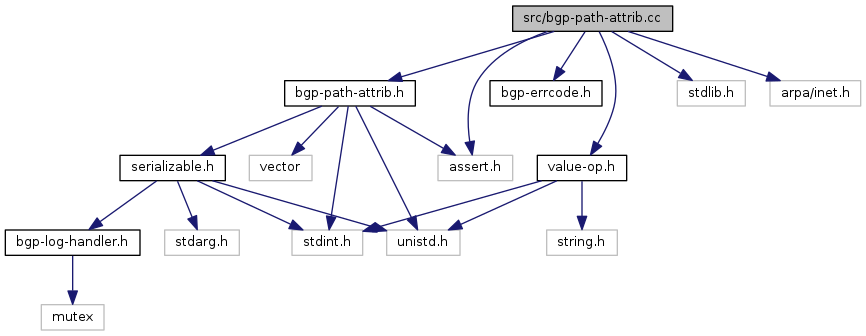 src/bgp-path-attrib.cc
bgp-path-attrib.h
bgp-errcode.h
stdlib.h
arpa/inet.h
serializable.h
vector
assert.h
value-op.h
bgp-log-handler.h
stdarg.h
stdint.h
unistd.h
string.h
mutex